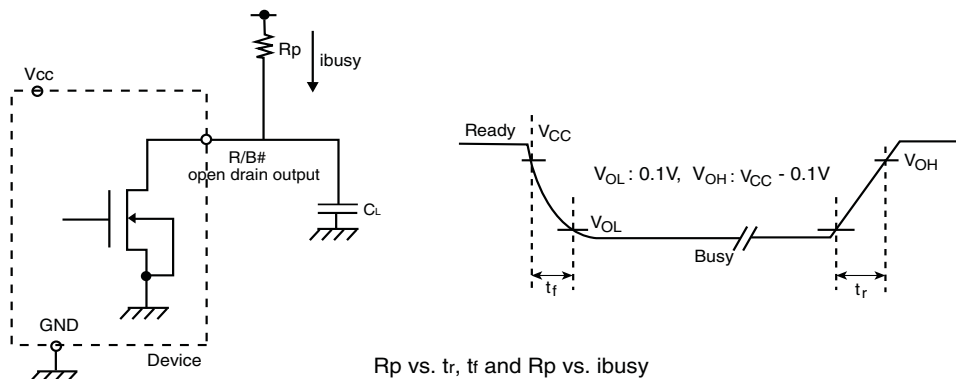 Rp
ibusy
Vcc
R/B#
open drain output
CL
GND
Device
Ready
VCC
VOL : 0.1V, VOH : VCC - 0.1V
VOH
VOL
Busy
tf
tr
Rp vs. tr, tf and Rp vs. ibusy